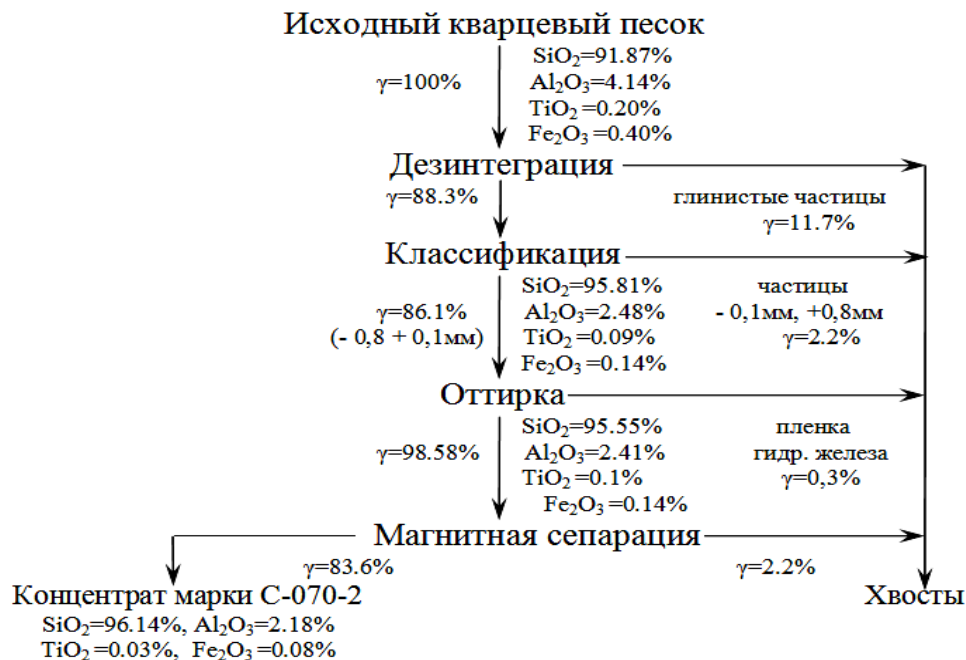 Исходный кварцевый песок
γ=100%
SiO₂=91.87%
Al₂O₃=4.14%
TiO₂ =0.20%
Fe₂O₃ =0.40%
Дезинтеграция
γ=88.3%
глинистые частицы
γ=11.7%
Классификация
γ=86.1%
(- 0,8 + 0,1мм)
SiO₂=95.81%
Al₂O₃=2.48%
TiO₂ =0.09%
Fe₂O₃ =0.14%
частицы
- 0,1мм, +0,8мм
γ=2.2%
Оттирка
γ=98.58%
SiO₂=95.55%
Al₂O₃=2.41%
TiO₂ =0.1%
Fe₂O₃ =0.14%
пленка
гидр. железа
γ=0,3%
Магнитная сепарация
γ=83.6%
γ=2.2%
Концентрат марки С-070-2
SiO₂=96.14%, Al₂O₃=2.18%
TiO₂ =0.03%, Fe₂O₃ =0.08%
Хвосты